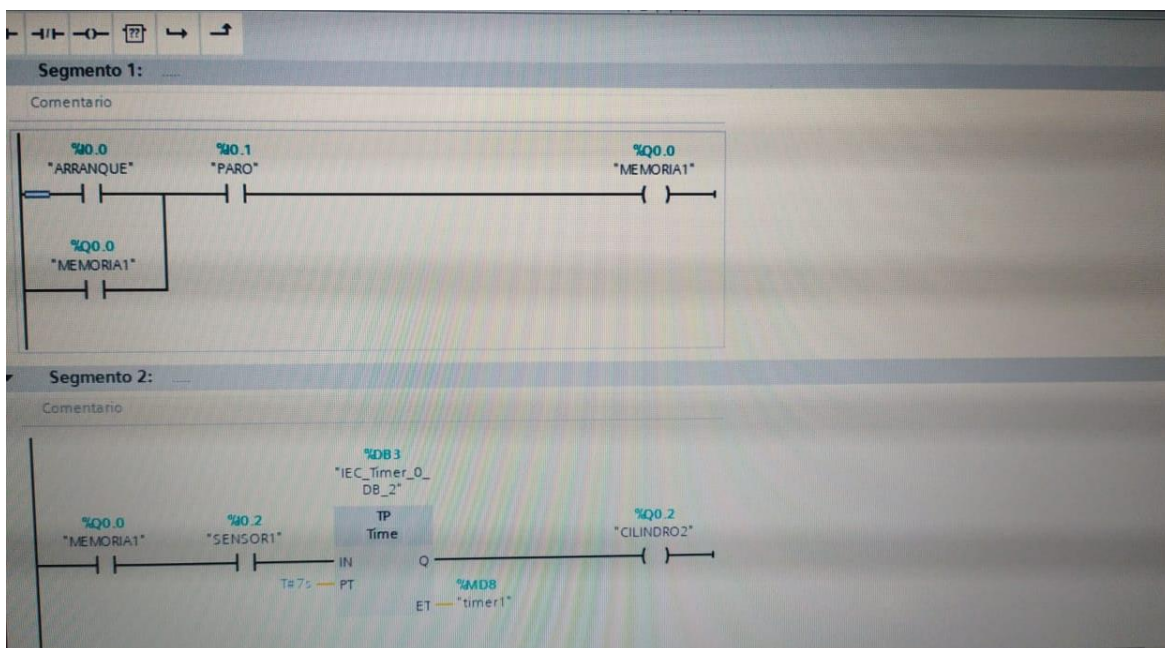 ??
Segmento 1: .....
Comentario
%I0.0
"ARRANQUE"
%I0.1
"PARO"
%Q0.0
"MEMORIA1"
%Q0.0
"MEMORIA1"
Segmento 2: .....
Comentario
%DB3
"IEC_Timer_0_
DB_2"
TP
Time
%Q0.0
"MEMORIA1"
%I0.2
"SENSOR1"
%Q0.2
"CILINDRO2"
IN
Q
T#7s
PT
%MD8
ET
"timer1"